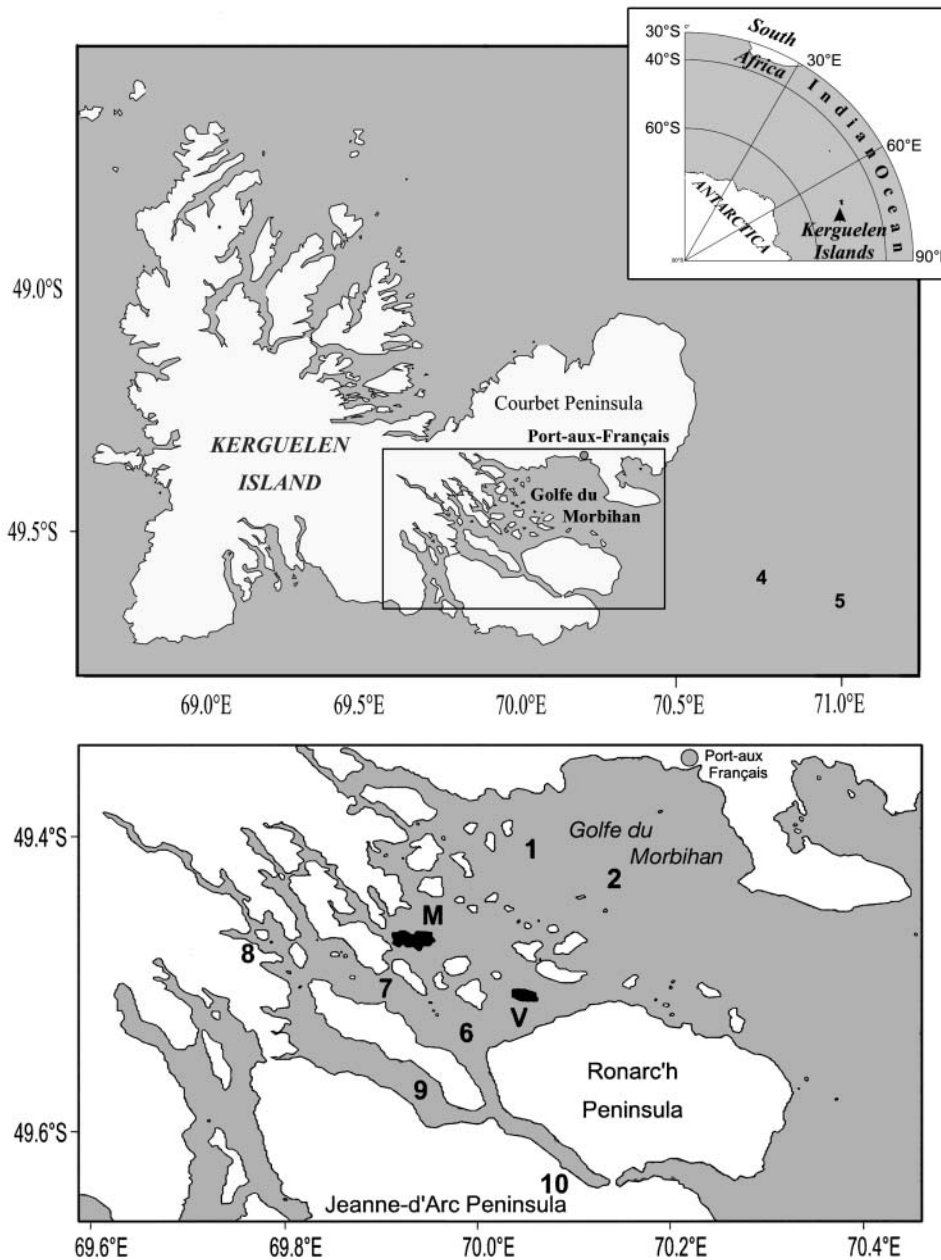 30°S
40°S
60°S
South
Africa
30°E
Indian Ocean
60°E
ANTARCTICA
Kerguelen
Islands
90°E
49.0°S
49.5°S
Courbet Peninsula
Port-aux-Français
KERGUELEN
ISLAND
Golfe du
Morbihan
4
5
69.0°E 69.5°E 70.0°E 70.5°E 71.0°E
Port-aux
Français
49.4°S
1
Golfe du
Morbihan
2
M
8
7
V
6
Ronarc'h
Peninsula
9
49.6°S
10
Jeanne-d'Arc Peninsula
69.6°E 69.8°E 70.0°E 70.2°E 70.4°E